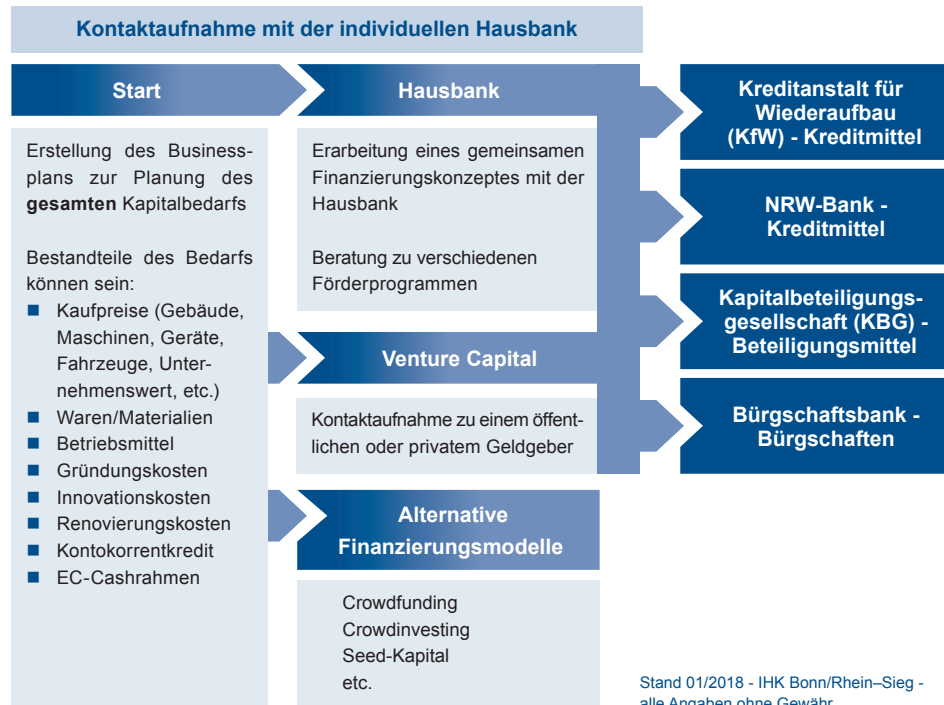 Kontaktaufnahme mit der individuellen Hausbank
Start
Erstellung des Business-
plans zur Planung des
gesamten Kapitalbedarfs
Bestandteile des Bedarfs
können sein:
Kaufpreise (Gebäude,
Maschinen, Geräte,
Fahrzeuge, Unter-
nehmenswert, etc.)
Waren/Materialien
Betriebsmittel
Gründungskosten
Innovationskosten
Renovierungskosten
Kontokorrentkredit
EC-Cashrahmen
Hausbank
Erarbeitung eines gemeinsamen
Finanzierungskonzeptes mit der
Hausbank
Beratung zu verschiedenen
Förderprogrammen
Venture Capital
Kontaktaufnahme zu einem öffent-
lichen oder privatem Geldgeber
Alternative
Finanzierungsmodelle
Crowdfunding
Crowdinvesting
Seed-Kapital
etc.
Kreditanstalt für
Wiederaufbau
(KfW) - Kreditmittel
NRW-Bank -
Kreditmittel
Kapitalbeteiligungs-
gesellschaft (KBG) -
Beteiligungsmittel
Bürgschaftsbank -
Bürgschaften
Stand 01/2018 - IHK Bonn/Rhein–Sieg -
alle Angaben ohne Gewähr